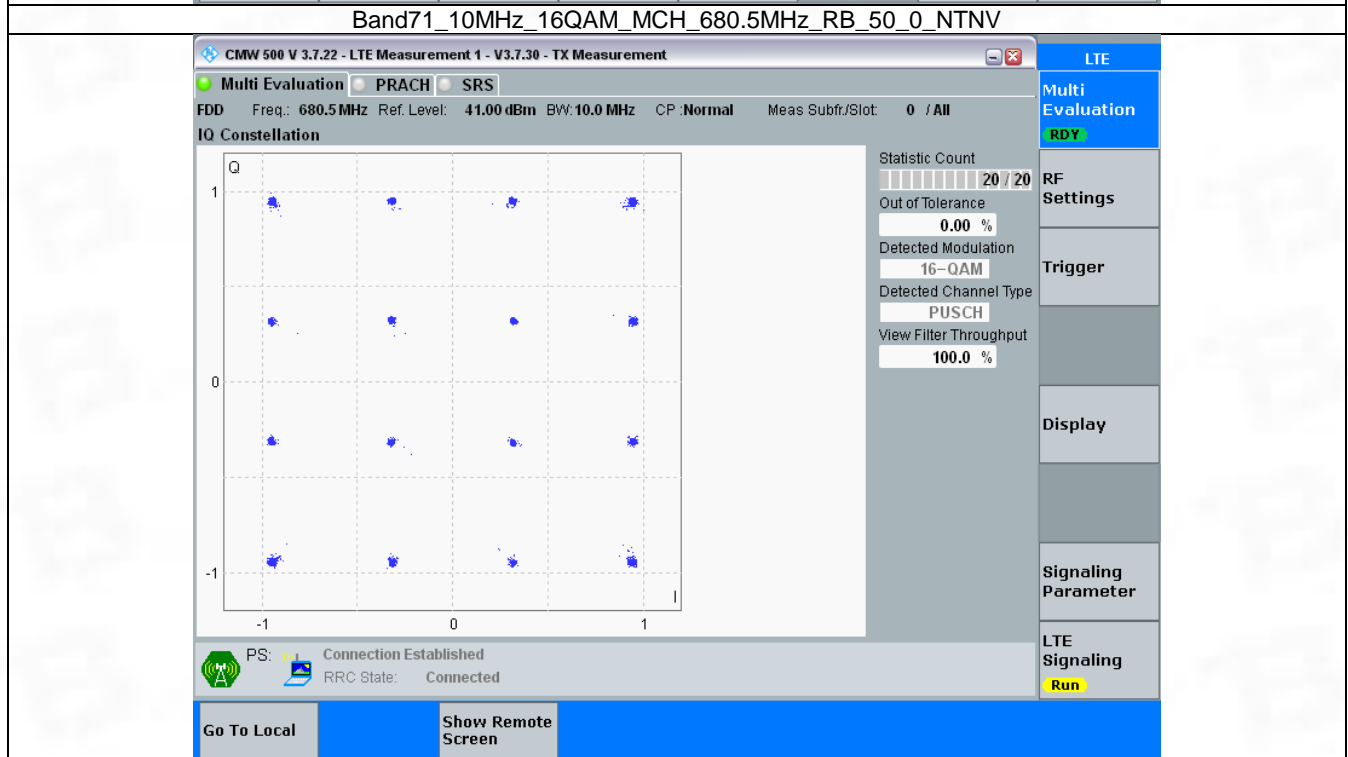 Band71_10MHz_16QAM_MCH_680.5MHz_RB_50_0_NTNV
CMW 500 V 3.7.22 - LTE Measurement 1 - V3.7.30 - TX Measurement
LTE
Multi Evaluation PRACH SRS
Multi
Evaluation
RDY
FDD Freq.: 680.5 MHz Ref. Level: 41.00 dBm BW: 10.0 MHz CP :Normal Meas Subfr./Slot: 0 / All
IQ Constellation
Q
1
0
-1
-1 0 1
I
Statistic Count
20 / 20
Out of Tolerance
0.00 %
Detected Modulation
16-QAM
Detected Channel Type
PUSCH
View Filter Throughput
100.0 %
RF
Settings
Trigger
Display
Signaling
Parameter
LTE
Signaling
Run
PS: Connection Established
RRC State: Connected
Go To Local
Show Remote
Screen